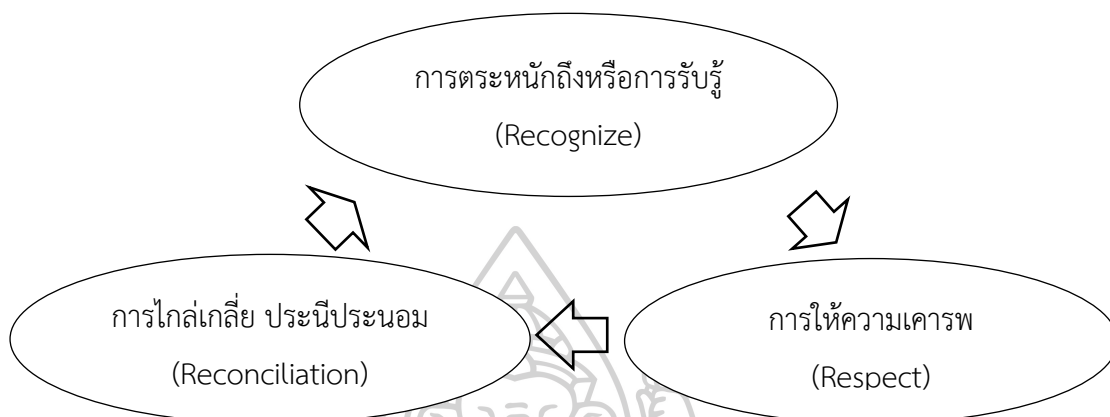 การตระหนักถึงหรือการรับรู้
(Recognize)
การไกล่เกลี่ย ประนีประนอม
(Reconciliation)
การให้ความเคารพ
(Respect)